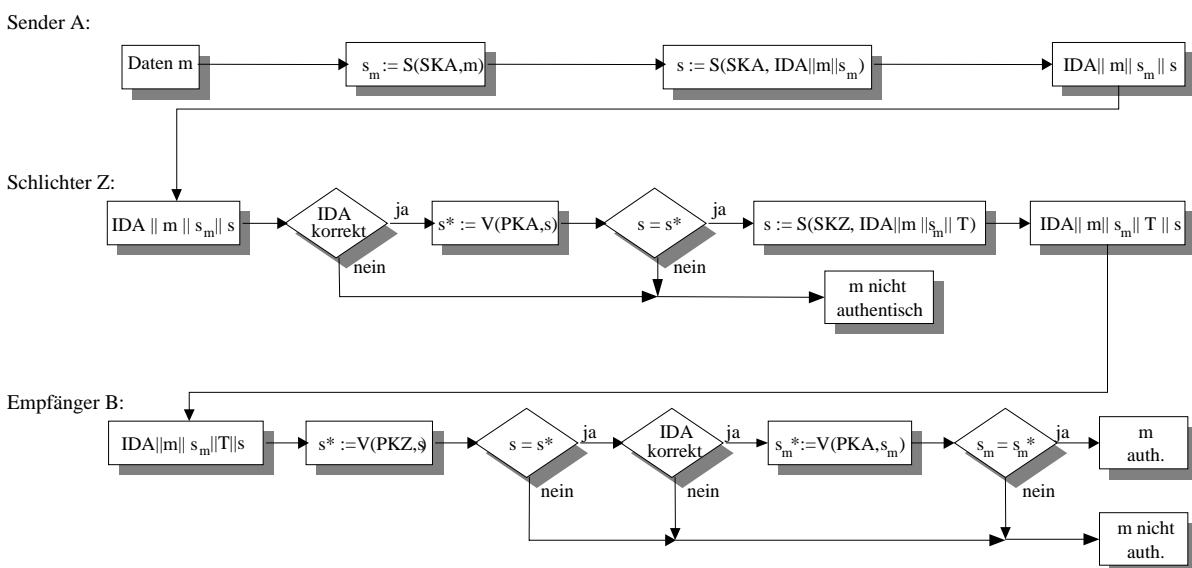 Sender A:
Daten m
s_m := S(SKA,m)
s := S(SKA, IDA||m||s_m)
IDA|| m|| s_m || s
Schlichter Z:
IDA || m || s_m || s
IDA
korrekt
ja
nein
s* := V(PKA,s)
s = s*
ja
nein
s := S(SKZ, IDA||m ||s_m|| T)
IDA|| m|| s_m|| T || s
m nicht
authentisch
Empfänger B:
IDA||m|| s_m||T||s
s* :=V(PKZ,s)
s = s*
ja
nein
IDA
korrekt
ja
nein
s_m*:=V(PKA,s_m)
s_m = s_m*
ja
nein
m
auth.
m nicht
auth.